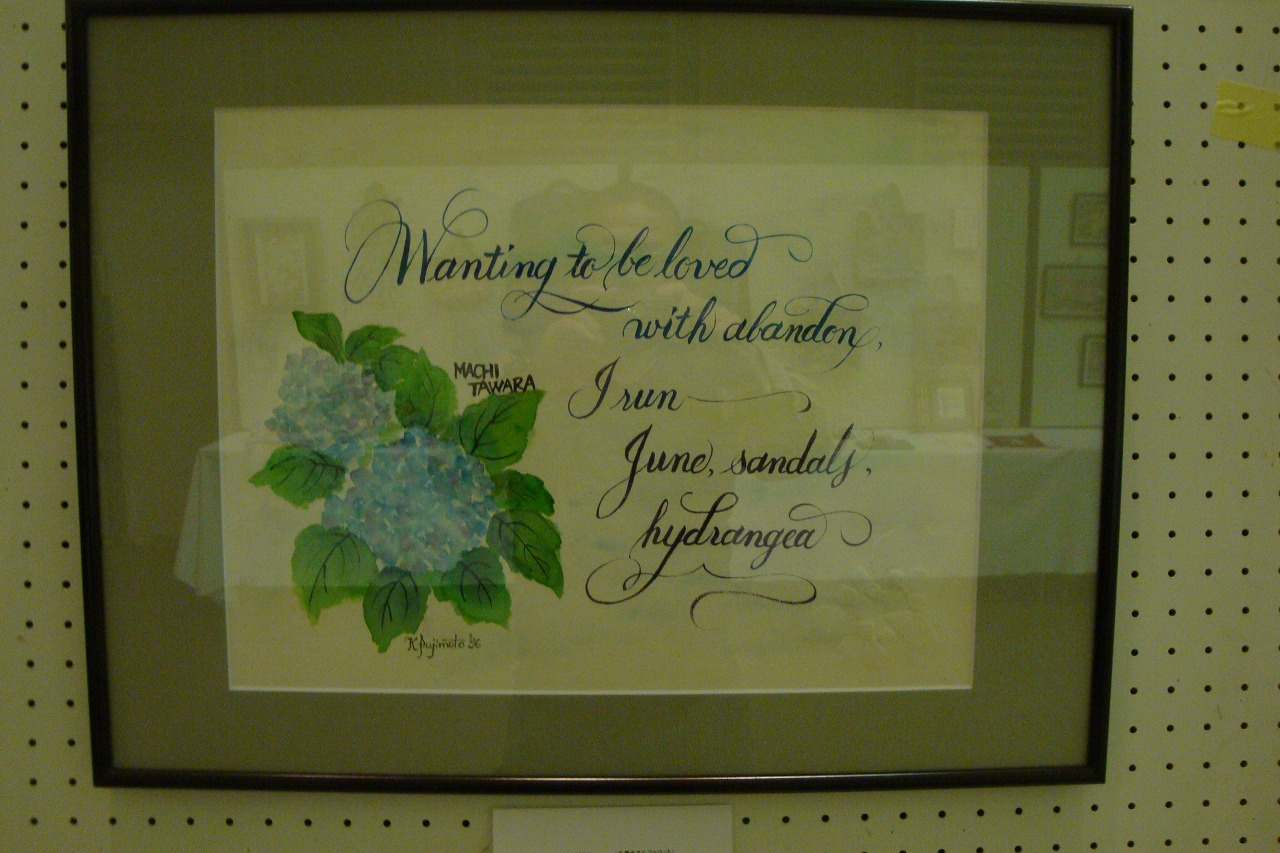 Wanting to be loved
with abandon,
I run
June, sandals,
hydrangea
MACHI
TAWARA
K Fujimoto '96